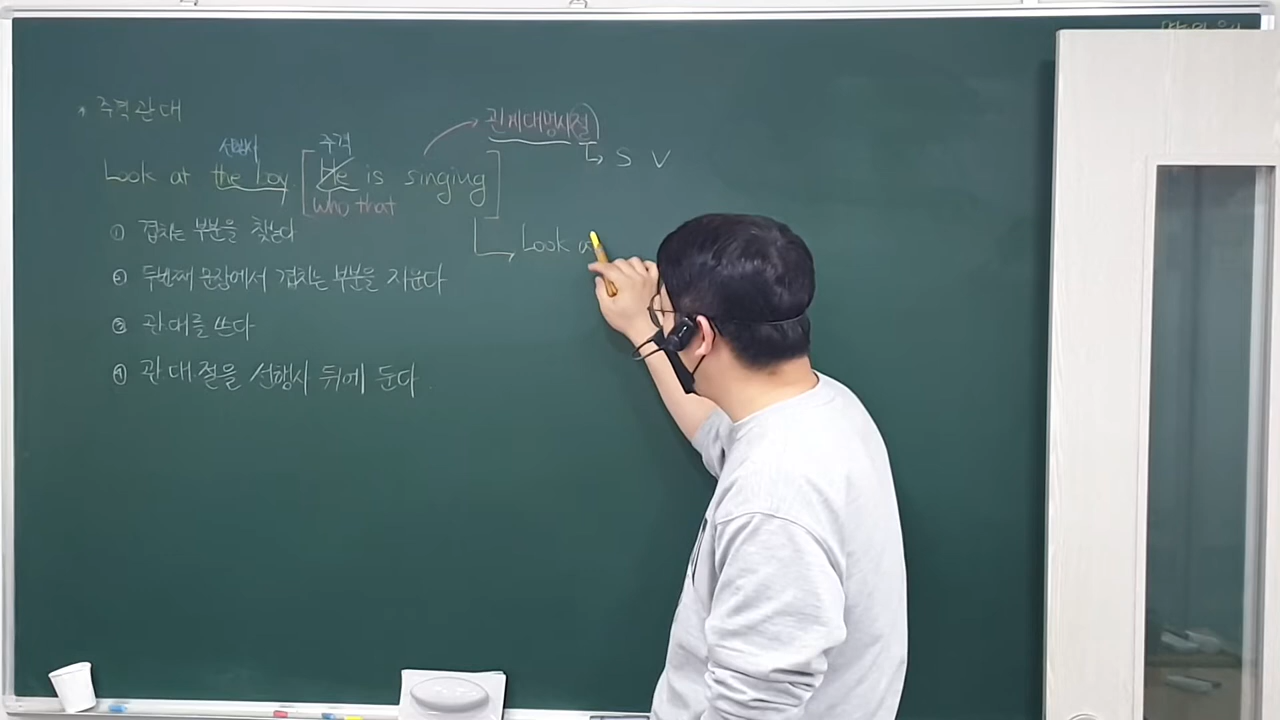 * 주격관대
관계대명사절
S V
선행사 주격
Look at the boy. [He is singing]
who that
Look a
① 겹치는 부분을 찾는다
② 두번째 문장에서 겹치는 부분을 지운다
③ 관대를 쓴다
④ 관대절을 선행사 뒤에 둔다.